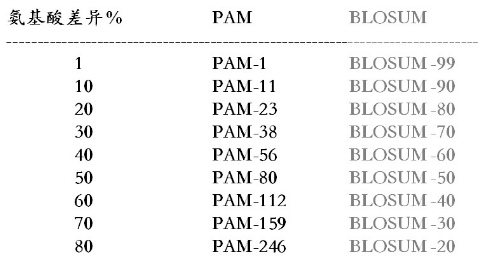 氨基酸差异% PAM BLOSUM
1 PAM-1 BLOSUM-99
10 PAM-11 BLOSUM-90
20 PAM-23 BLOSUM-80
30 PAM-38 BLOSUM-70
40 PAM-56 BLOSUM-60
50 PAM-80 BLOSUM-50
60 PAM-112 BLOSUM-40
70 PAM-159 BLOSUM-30
80 PAM-246 BLOSUM-20